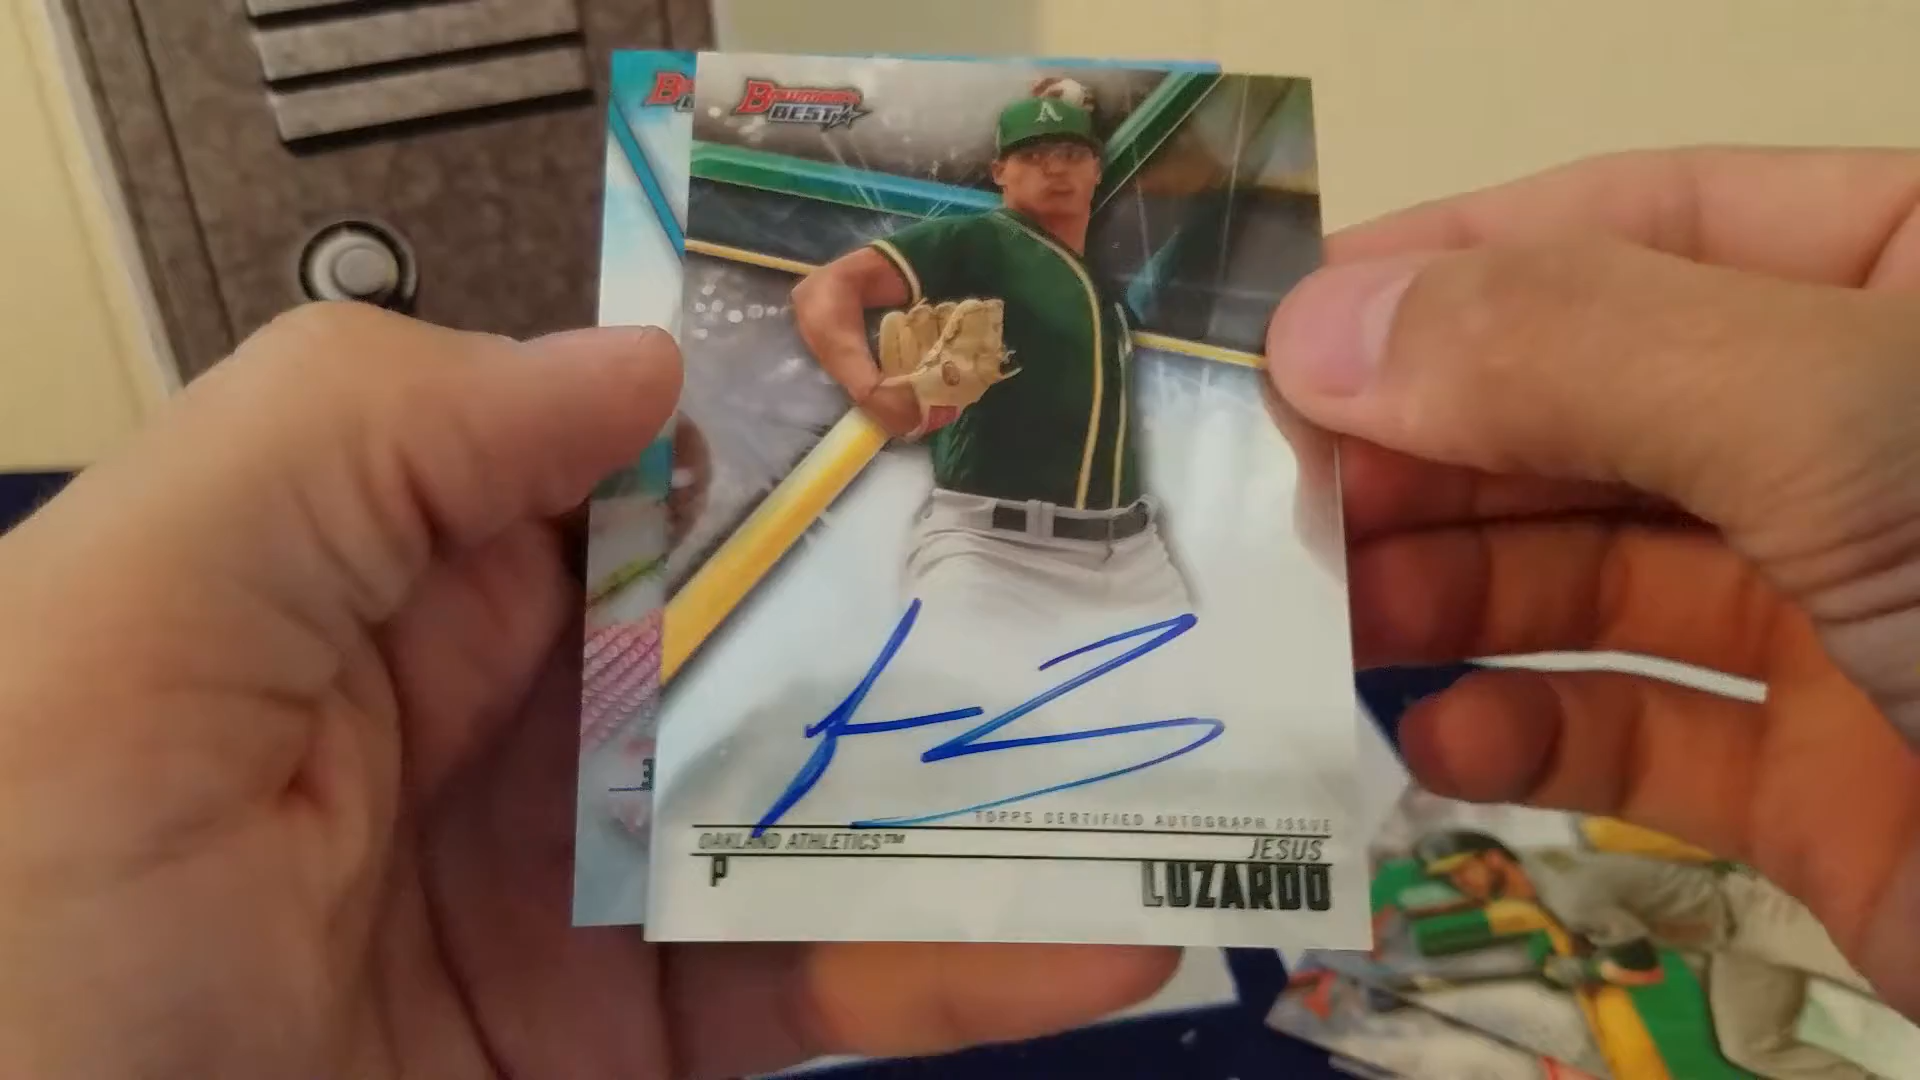 BOWMAN'S
BEST
A
TOPPS CERTIFIED AUTOGRAPH ISSUE
OAKLAND ATHLETICS™
JESUS
P
LUZARDO